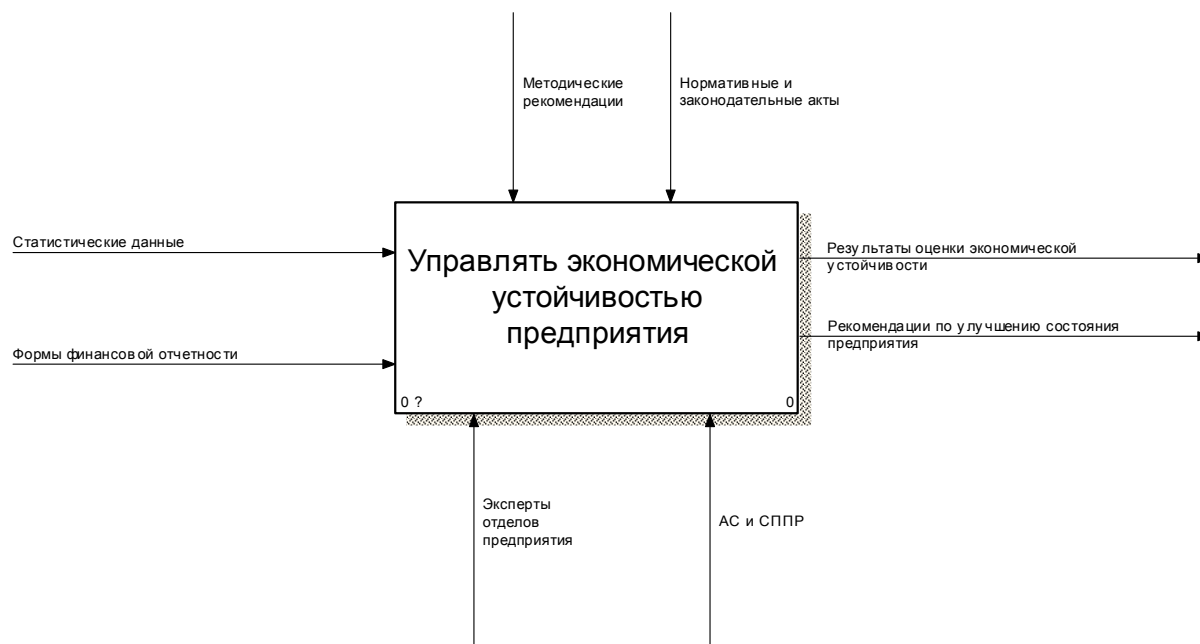 Методические
рекомендации
Нормативные и
законодательные акты
Статистические данные
Формы финансовой отчетности
Управлять экономической
устойчивостью
предприятия
0 ?
0
Результаты оценки экономической
устойчивости
Рекомендации по улучшению состояния
предприятия
Эксперты
отделов
предприятия
АС и СППР